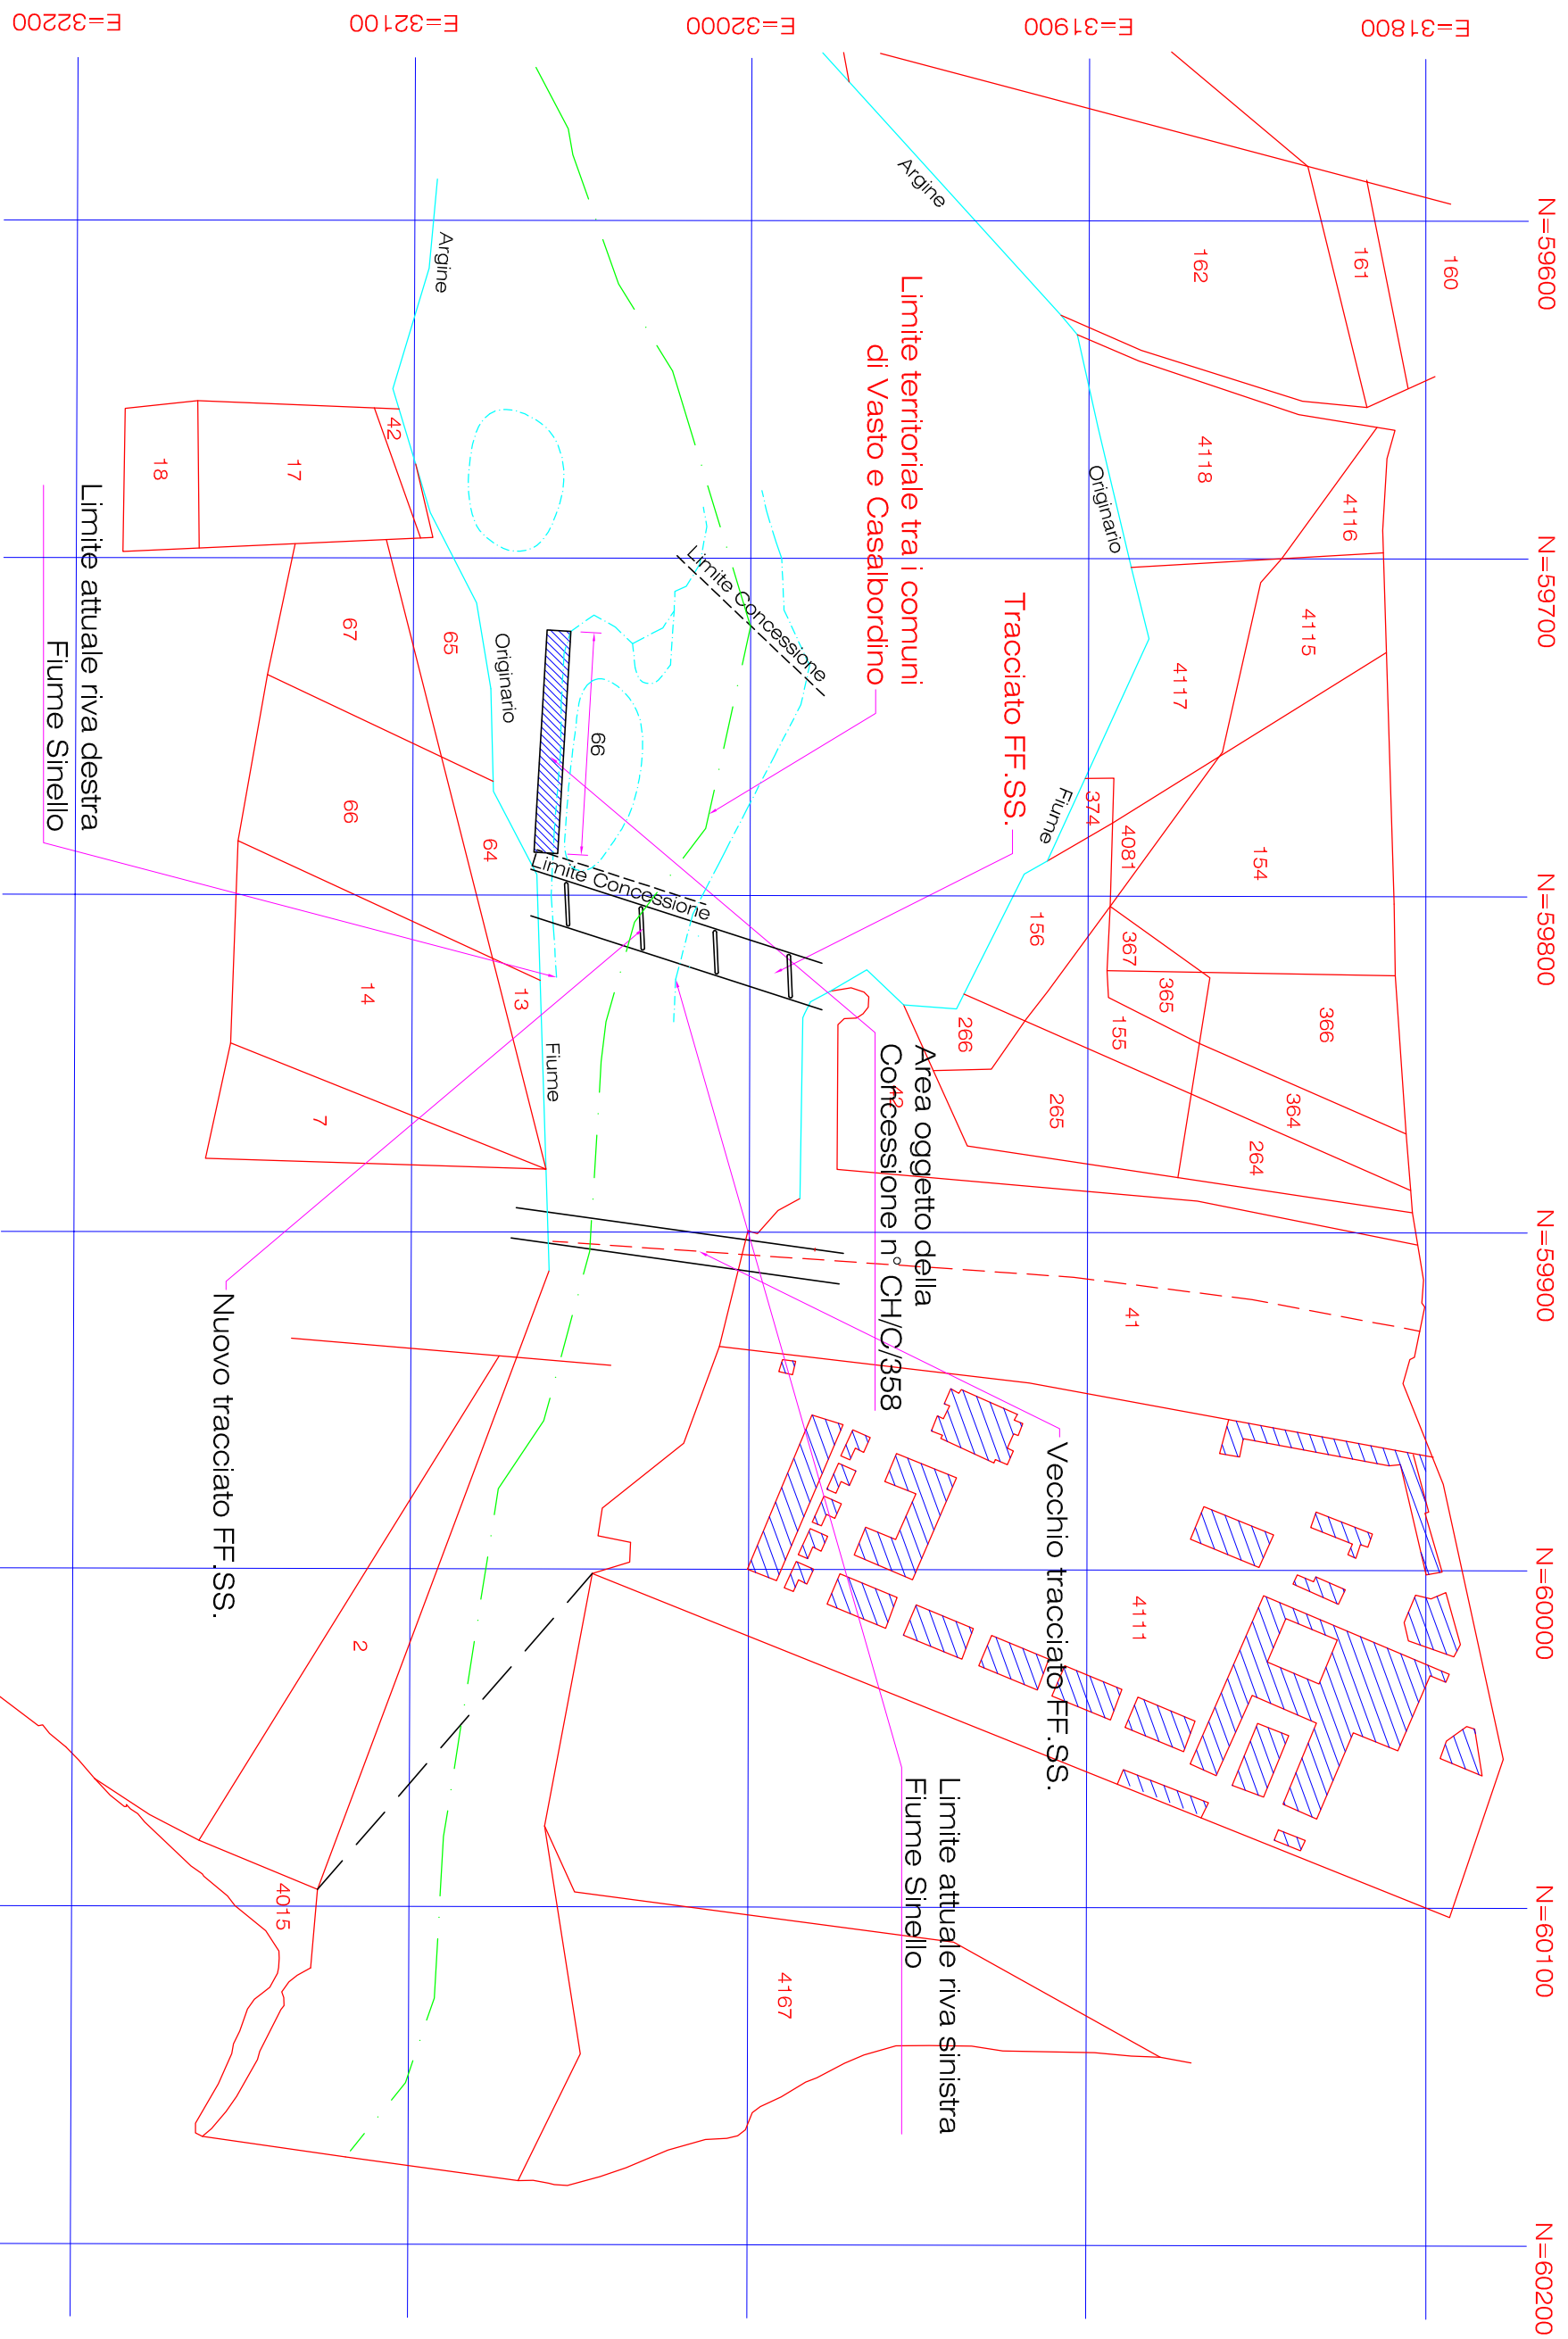 E=32200
E=32100
E=32000
E=31900
E=31800
N=59600
N=59700
N=59800
N=59900
N=60000
N=60100
N=60200
160
161
162
Argine
Argine
Limite territoriale tra i comuni
di Vasto e Casalbordino
4118
4116
Originario
42
17
18
Limite attuale riva destra
Fiume Sinello
Limite Concessione
Tracciato FF.SS.
4115
4117
67
65
Originario
66
374
4081
154
Fiume
66
64
Limite Concessione
156
367
365
366
155
266
364
264
265
14
13
Fiume
7
42
Area oggetto della
Concessione n° CH/C/358
41
Nuovo tracciato FF.SS.
Vecchio tracciato FF.SS.
4111
2
4015
Limite attuale riva sinistra
Fiume Sinello
4167